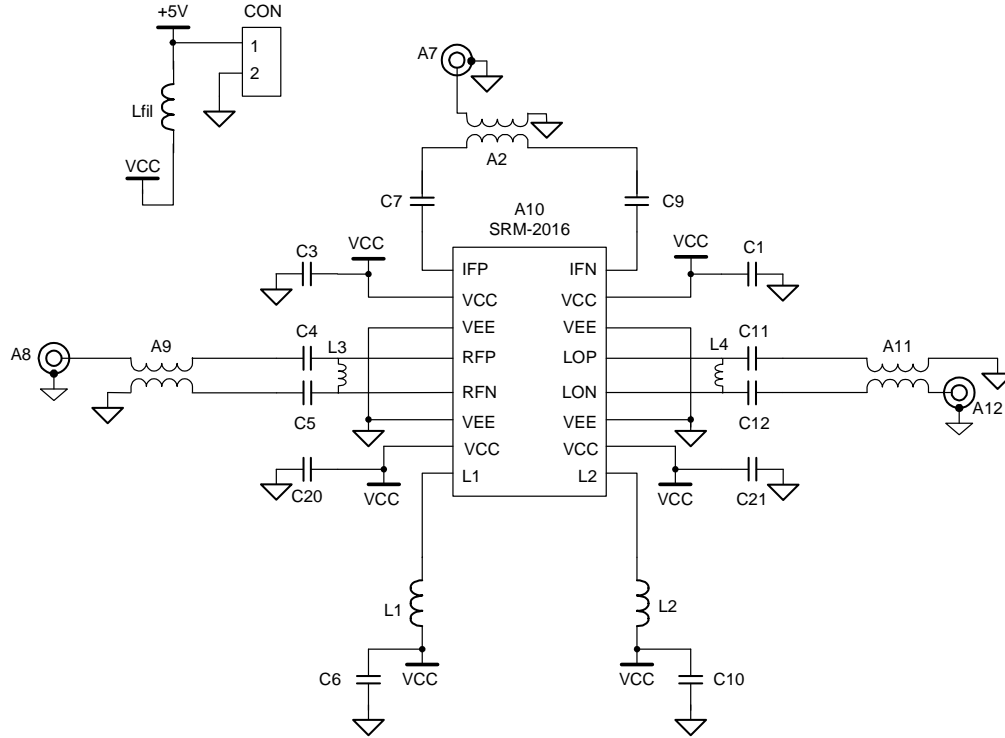 +5V
CON
1
2
Lfil
VCC
A7
A2
C7
C9
A10
SRM-2016
C3
VCC
IFP
IFN
VCC
C1
VCC
VCC
VEE
VEE
A8
A9
C4
L3
RFP
LOP
L4
C11
A11
C5
RFN
LON
C12
A12
VEE
VEE
VCC
VCC
C20
VCC
L1
L2
VCC
C21
L1
L2
C6
VCC
VCC
C10